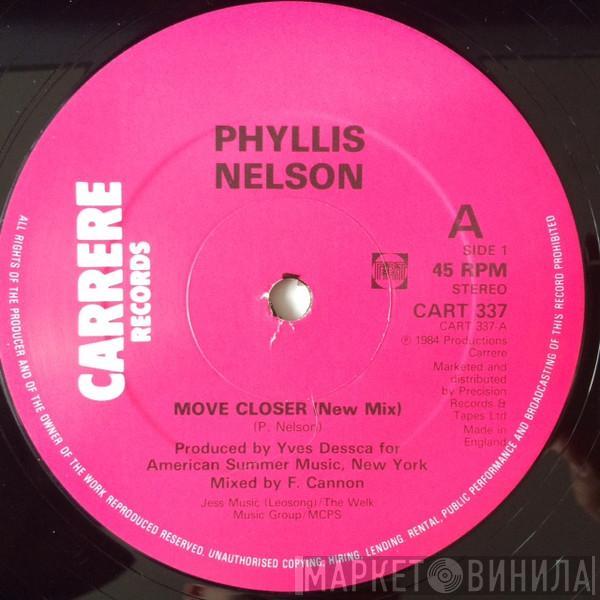 PHYLLIS
NELSON
CARRERE
RECORDS
A
SIDE 1
45 RPM
STEREO
CART 337
CART 337-A
℗ 1984 Productions
Carrere
Marketed and
distributed
by Precision
Records &
Tapes Ltd
Made in
England
MOVE CLOSER (New Mix)
(P. Nelson)
Produced by Yves Dessca for
American Summer Music, New York
Mixed by F. Cannon
Jess Music (Leosong)/The Welk
Music Group/MCPS
ALL RIGHTS OF THE PRODUCER AND OF THE OWNER OF THE WORK REPRODUCED RESERVED. UNAUTHORISED COPYING, HIRING, LENDING, RENTAL, PUBLIC PERFORMANCE AND BROADCASTING OF THIS RECORD PROHIBITED
МАРКЕТ ВИНИЛА